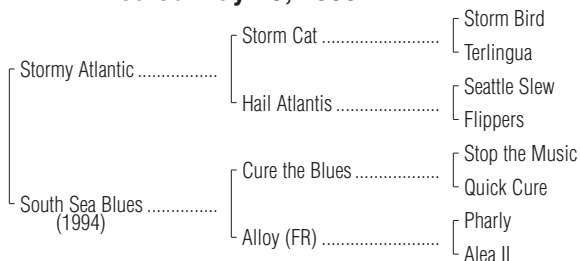 Storm Bird
Storm Cat ........................
Terlingua
Stormy Atlantic .................
Seattle Slew
Hail Atlantis .....................
Flippers
Stop the Music
Cure the Blues .................
Quick Cure
South Sea Blues ...............
(1994)
Pharly
Alloy (FR) ........................
Alea II